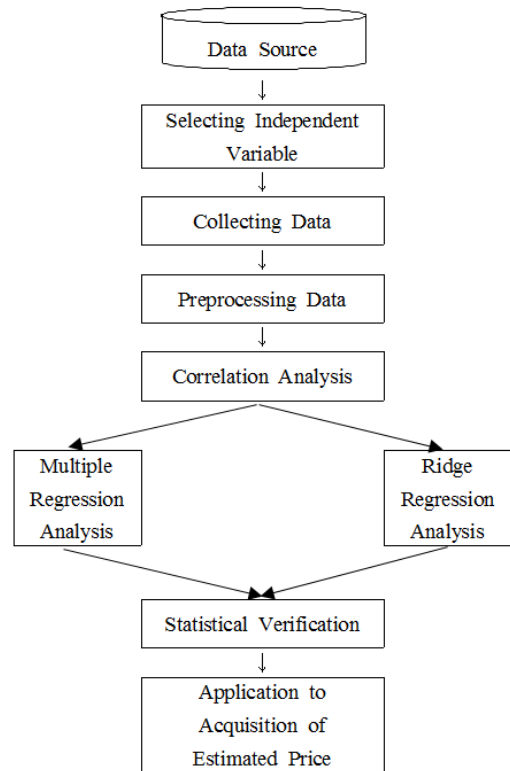 Data Source
Selecting Independent
Variable
Collecting Data
Preprocessing Data
Correlation Analysis
Multiple
Regression
Analysis
Ridge
Regression
Analysis
Statistical Verification
Application to
Acquisition of
Estimated Price